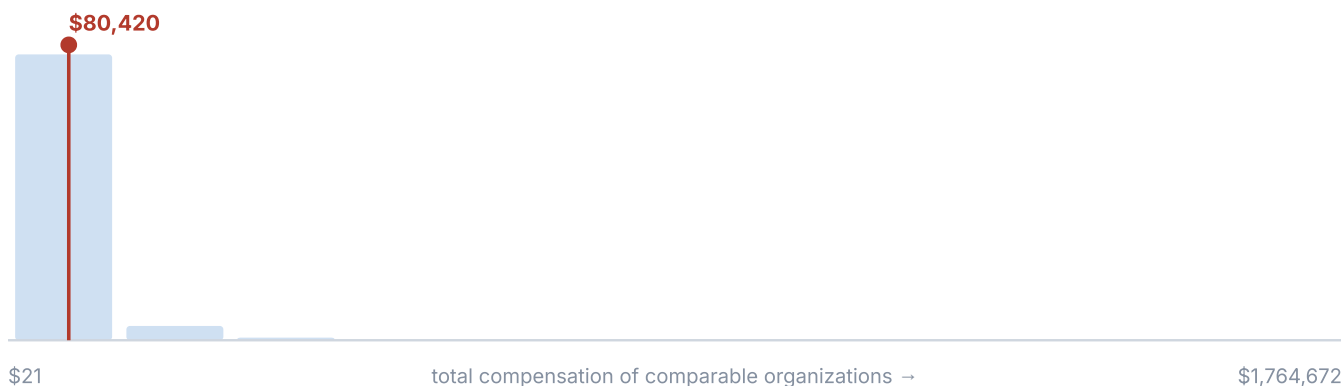 $80,420
$21 total compensation of comparable organizations → $1,764,672